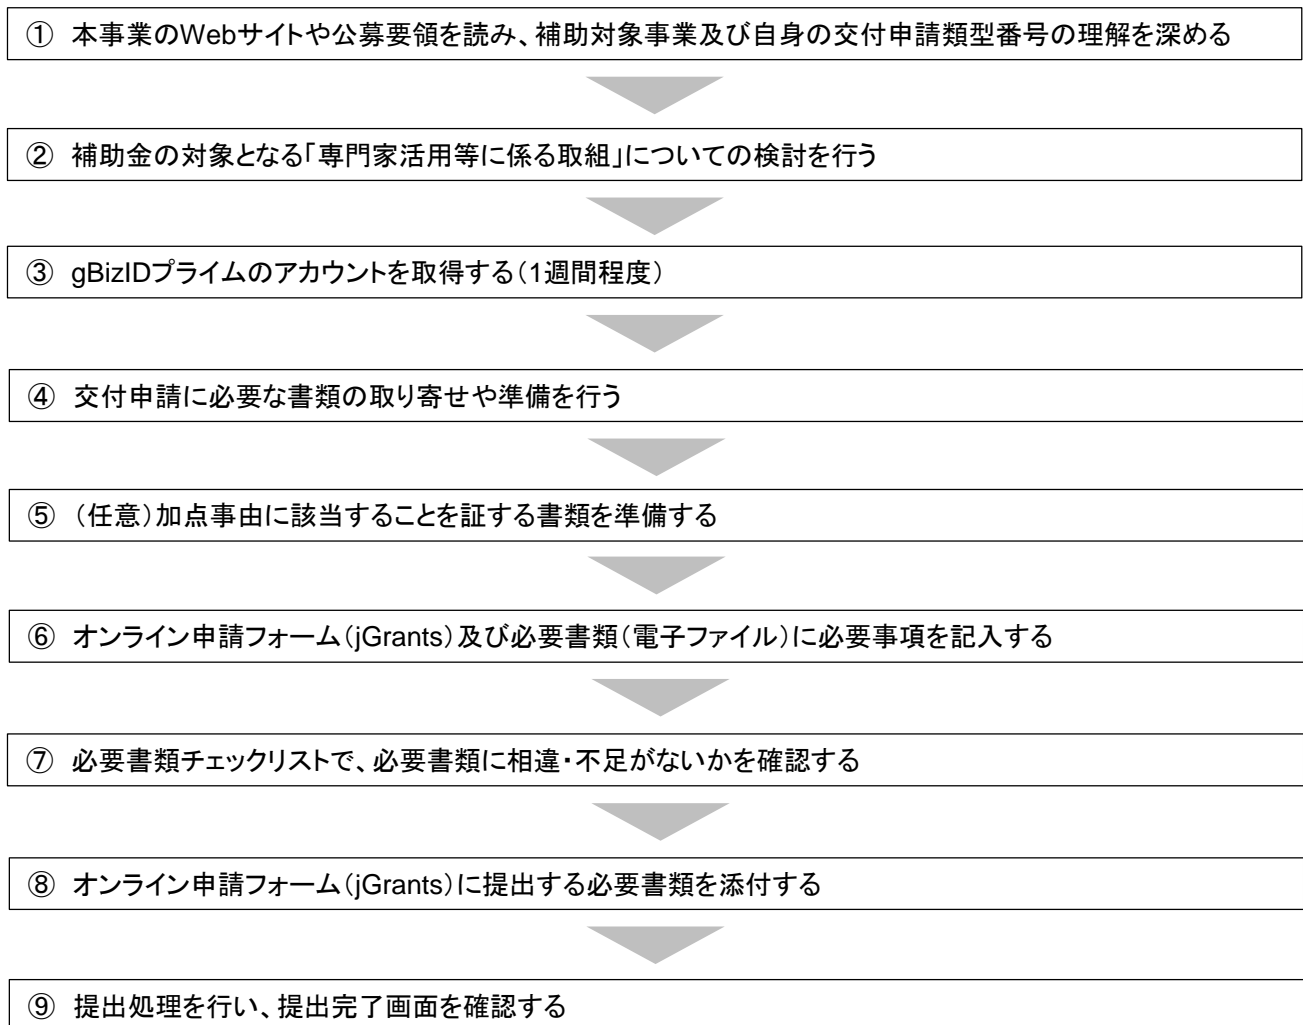 ① 本事業のWebサイトや公募要領を読み、補助対象事業及び自身の交付申請類型番号の理解を深める
② 補助金の対象となる「専門家活用等に係る取組」についての検討を行う
③ gBizIDプライムのアカウントを取得する（1週間程度）
④ 交付申請に必要な書類の取り寄せや準備を行う
⑤ （任意）加点事由に該当することを証する書類を準備する
⑥ オンライン申請フォーム（jGrants）及び必要書類（電子ファイル）に必要事項を記入する
⑦ 必要書類チェックリストで、必要書類に相違・不足がないかを確認する
⑧ オンライン申請フォーム（jGrants）に提出する必要書類を添付する
⑨ 提出処理を行い、提出完了画面を確認する